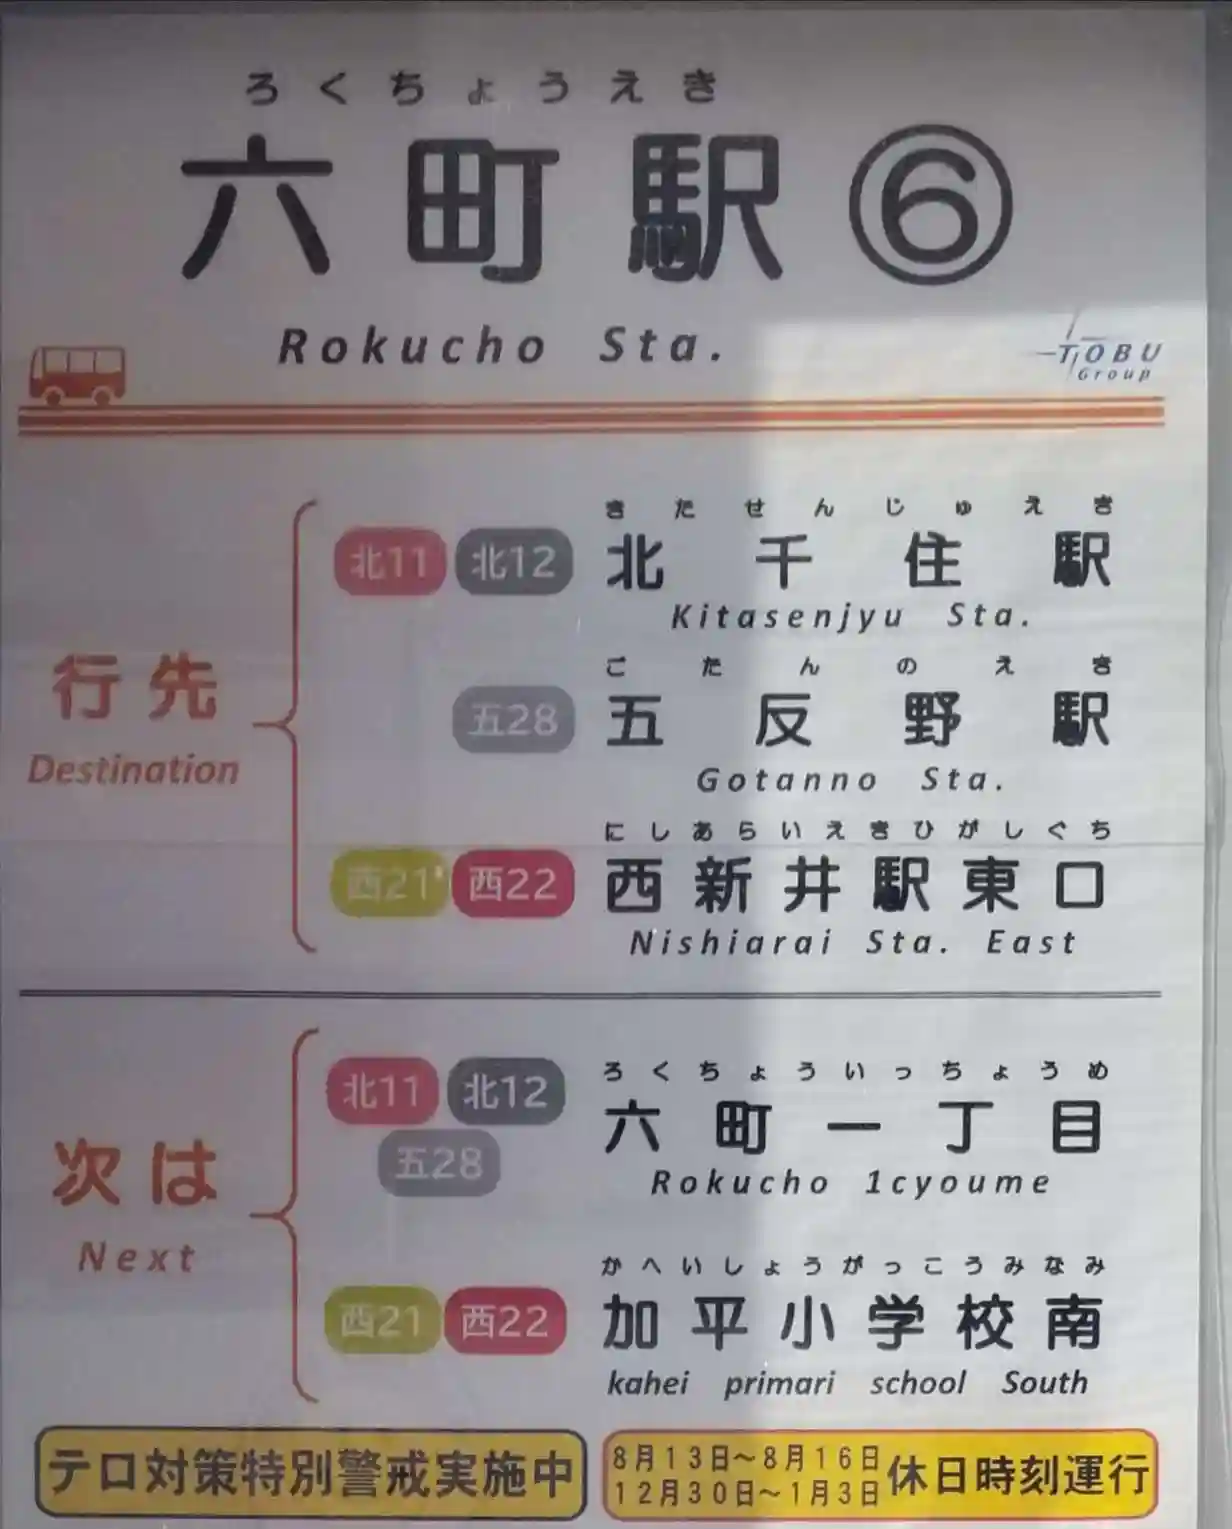 ろくちょうえき
六町駅⑥
Rokucho Sta.
TOBU
Group
きたせんじゅえき
北11 北12 北千住駅
Kitasenjyu Sta.
行先
Destination
ごたんのえき
五28 五反野駅
Gotanno Sta.
にしあらいえきひがしぐち
西21 西22 西新井駅東口
Nishiarai Sta. East
ろくちょういっちょうめ
北11 北12 六町一丁目
五28
Rokucho 1cyoume
次は
Next
かへいしょうがっこうみなみ
西21 西22 加平小学校南
kahei primari school South
テロ対策特別警戒実施中
8月13日～8月16日
12月30日～1月3日
休日時刻運行